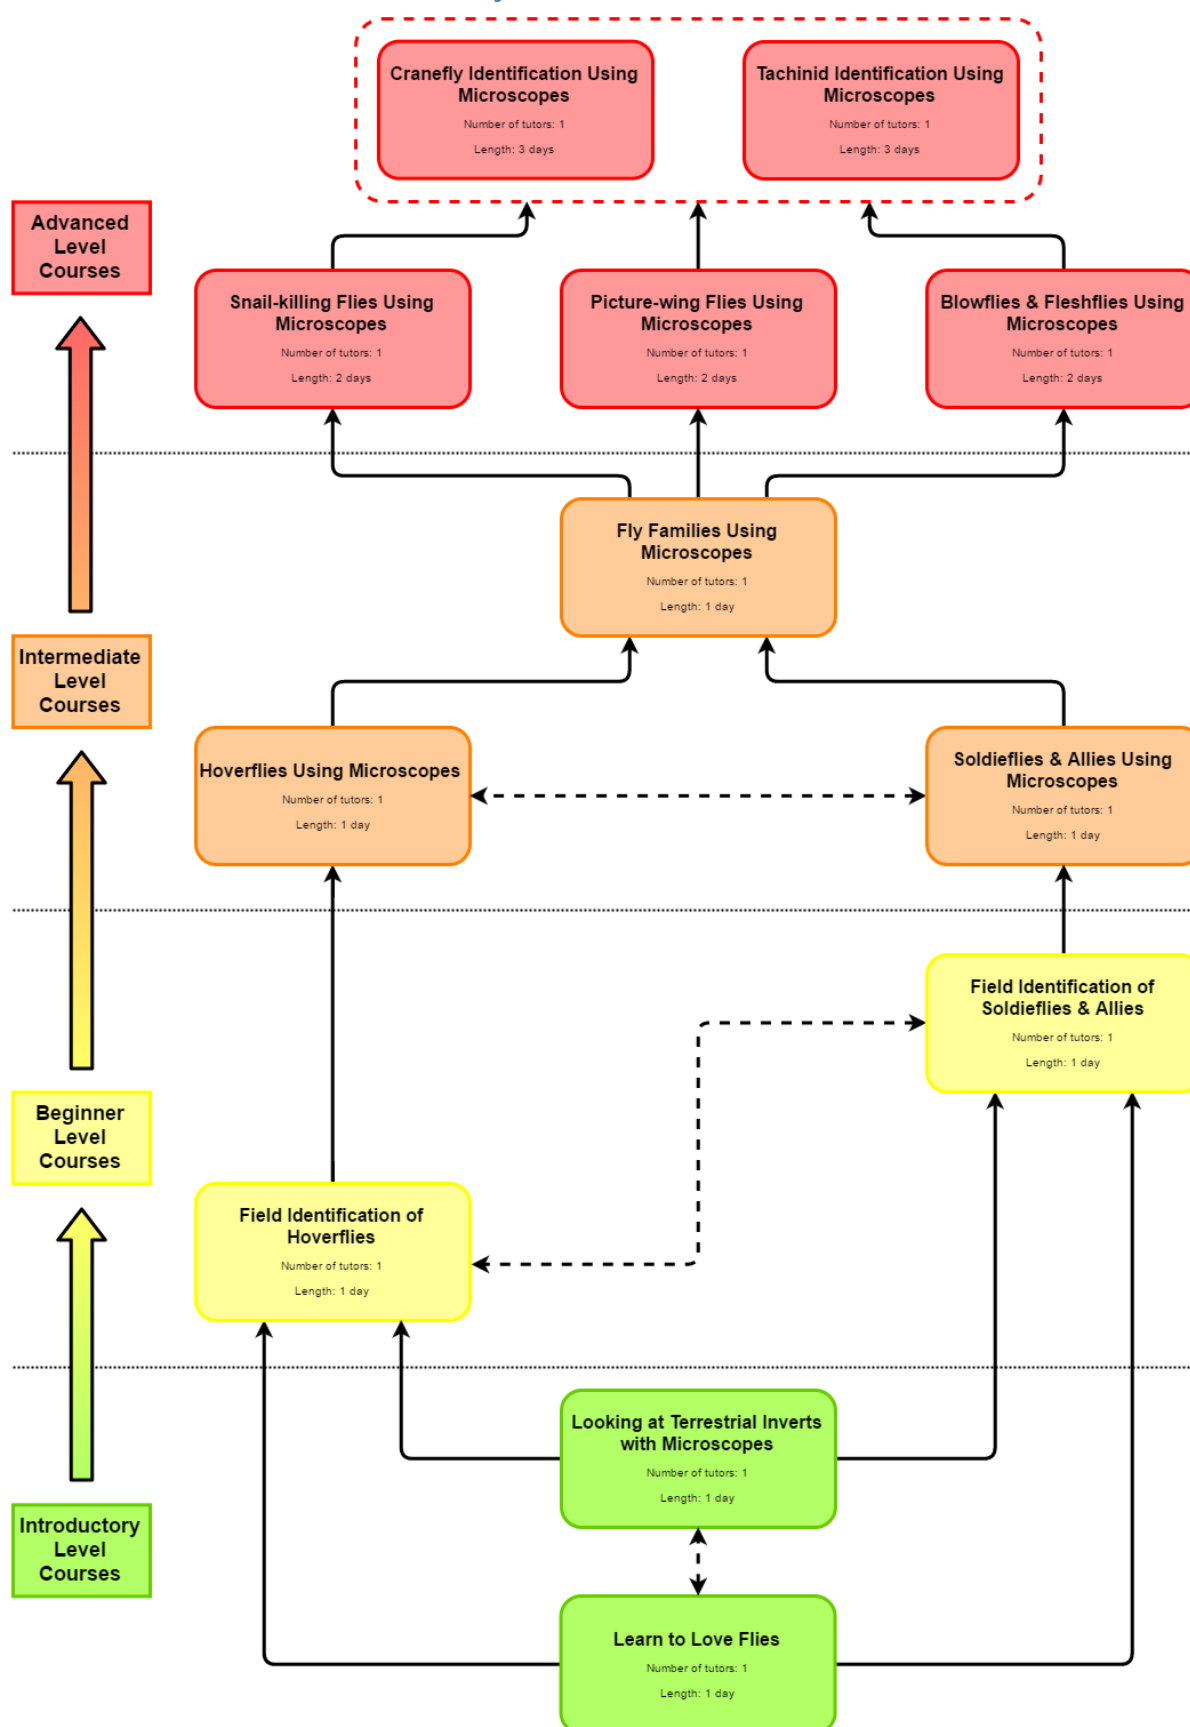 Cranefly Identification Using
Microscopes
Number of tutors: 1
Length: 3 days
Tachinid Identification Using
Microscopes
Number of tutors: 1
Length: 3 days
Advanced
Level
Courses
Snail-killing Flies Using
Microscopes
Number of tutors: 1
Length: 2 days
Picture-wing Flies Using
Microscopes
Number of tutors: 1
Length: 2 days
Blowflies & Fleshflies Using
Microscopes
Number of tutors: 1
Length: 2 days
Fly Families Using
Microscopes
Number of tutors: 1
Length: 1 day
Intermediate
Level
Courses
Hoverflies Using Microscopes
Number of tutors: 1
Length: 1 day
Soldieflies & Allies Using
Microscopes
Number of tutors: 1
Length: 1 day
Field Identification of
Soldieflies & Allies
Number of tutors: 1
Length: 1 day
Beginner
Level
Courses
Field Identification of
Hoverflies
Number of tutors: 1
Length: 1 day
Looking at Terrestrial Inverts
with Microscopes
Number of tutors: 1
Length: 1 day
Introductory
Level
Courses
Learn to Love Flies
Number of tutors: 1
Length: 1 day